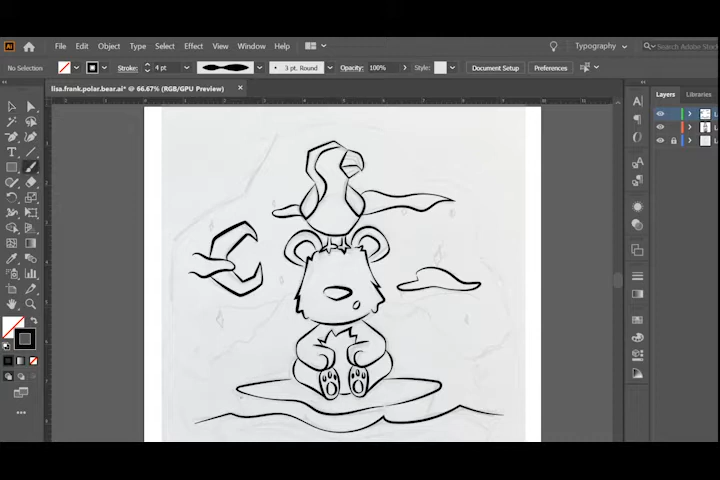 Ai File Edit Object Type Select Effect View Window Help Typography Search Adobe Stock
No Selection Stroke: 4 pt 3 pt. Round Opacity: 100% Style: Document Setup Preferences
lisa.frank.polar.bear.ai* @ 66.67% (RGB/GPU Preview)
Layers Libraries